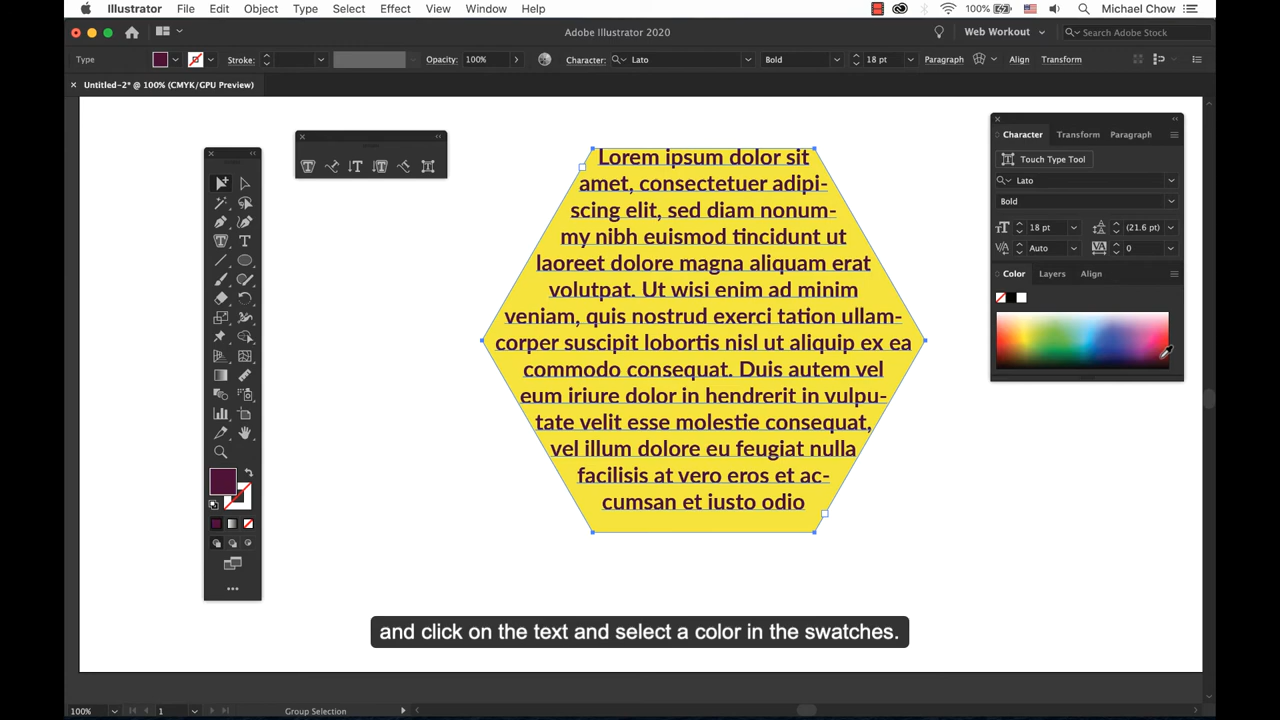 Illustrator File Edit Object Type Select Effect View Window Help 100% Michael Chow
Adobe Illustrator 2020 Web Workout Search Adobe Stock
Type Stroke: Opacity: 100% Character: Lato Bold 18 pt Paragraph Align Transform
Untitled-2* @ 100% (CMYK/GPU Preview)
Character Transform Paragraph
Touch Type Tool
Lato
Bold
18 pt (21.6 pt)
Auto 0
Color Layers Align
Lorem ipsum dolor sit
amet, consectetuer adipi-
scing elit, sed diam nonum-
my nibh euismod tincidunt ut
laoreet dolore magna aliquam erat
volutpat. Ut wisi enim ad minim
veniam, quis nostrud exerci tation ullam-
corper suscipit lobortis nisl ut aliquip ex ea
commodo consequat. Duis autem vel
eum iriure dolor in hendrerit in vulpu-
tate velit esse molestie consequat,
vel illum dolore eu feugiat nulla
facilisis at vero eros et ac-
cumsan et iusto odio
and click on the text and select a color in the swatches.
100% 1 Group Selection